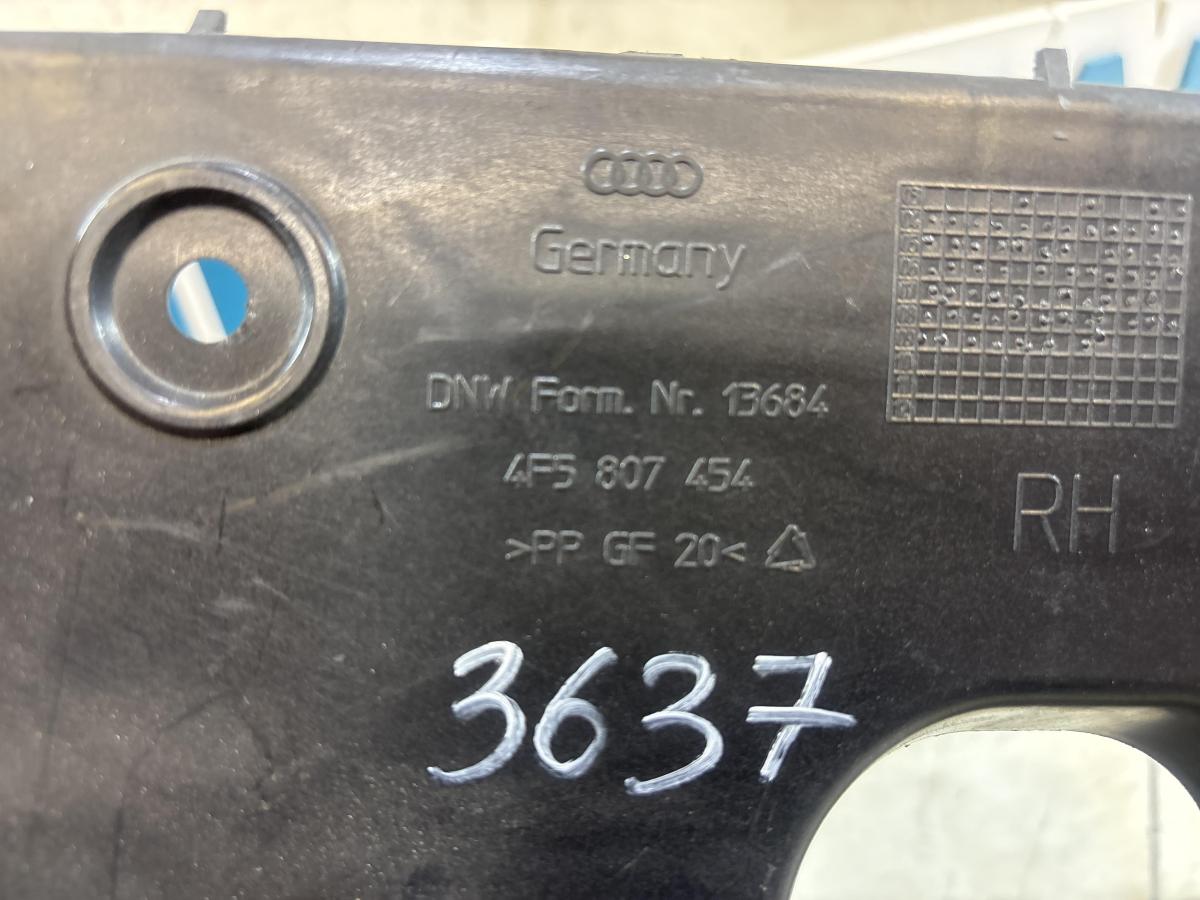 Germany
DNW Form. Nr. 13684
4F5 807 454
>PP GF 20<
RH
3637